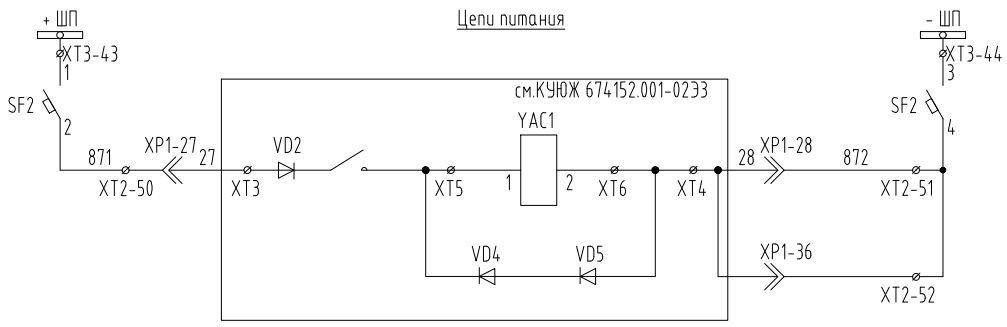 Цепи питания
+ ШП
- ШП
XT3-43
XT3-44
1
3
см.КУЮЖ 674152.001-02ЭЗ
SF2
SF2
2
4
YAC1
871
XP1-27
27
VD2
28
XP1-28
872
XT2-50
XT3
XT5
1
2
XT6
XT4
XT2-51
VD4
VD5
XP1-36
XT2-52